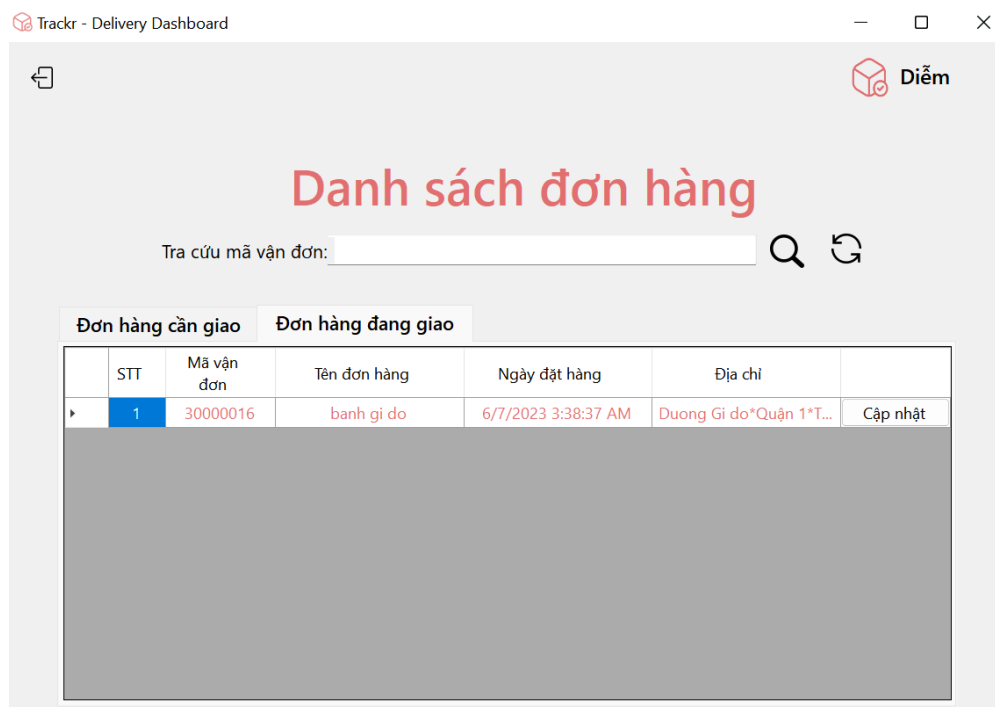 Trackr - Delivery Dashboard
Diễm
Danh sách đơn hàng
Tra cứu mã vận đơn:
Đơn hàng cần giao Đơn hàng đang giao
STT Mã vận đơn Tên đơn hàng Ngày đặt hàng Địa chỉ
1 30000016 banh gi do 6/7/2023 3:38:37 AM Duong Gi do*Quận 1*T... Cập nhật